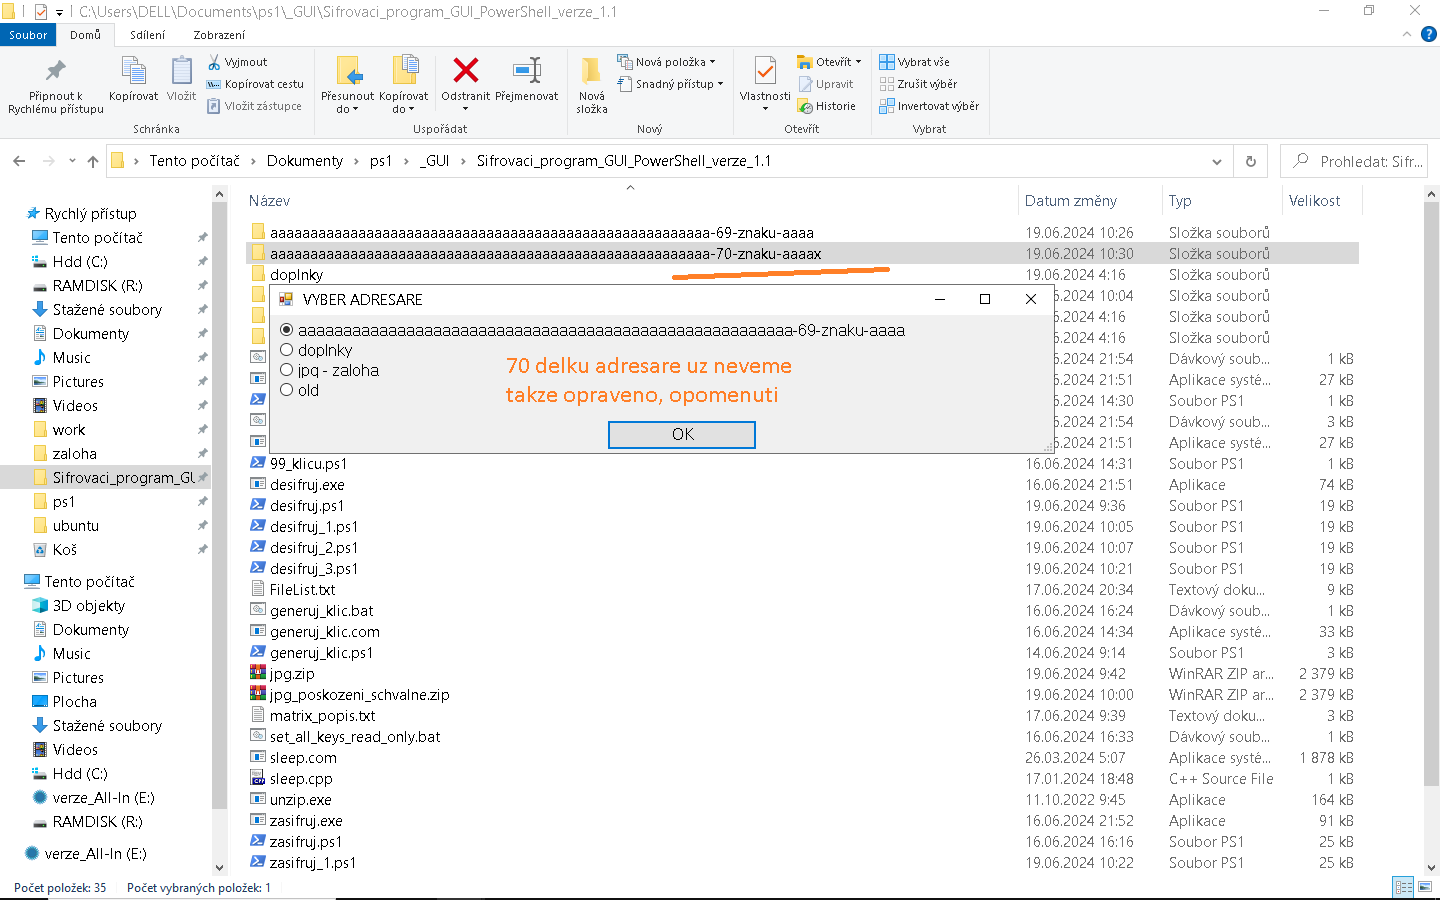 C:\Users\DELL\Documents\ps1\_GUI\Sifrovaci_program_GUI_PowerShell_verze_1.1
Soubor Domů Sdílení Zobrazení
Připnout k Rychlému přístupu
Kopírovat
Vložit
Vyjmout
Kopírovat cestu
Vložit zástupce
Schránka
Přesunout do
Kopírovat do
Odstranit
Přejmenovat
Uspořádat
Nová složka
Nová položka
Snadný přístup
Nový
Vlastnosti
Otevřít
Upravit
Historie
Otevřít
Vybrat vše
Zrušit výběr
Invertovat výběr
Vybrat
Tento počítač > Dokumenty > ps1 > _GUI > Sifrovaci_program_GUI_PowerShell_verze_1.1
Prohledat: Sifr...
Rychlý přístup
Tento počítač
Hdd (C:)
RAMDISK (R:)
Stažené soubory
Dokumenty
Music
Pictures
Videos
work
zaloha
Sifrovaci_program_GU
ps1
ubuntu
Koš
Tento počítač
3D objekty
Dokumenty
Music
Pictures
Plocha
Stažené soubory
Videos
Hdd (C:)
verze_All-In (E:)
RAMDISK (R:)
verze_All-In (E:)
Název Datum změny Typ Velikost
aaaaaaaaaaaaaaaaaaaaaaaaaaaaaaaaaaaaaaaaaaaaaaaaaaaaaaa-69-znaku-aaaa 19.06.2024 10:26 Složka souborů
aaaaaaaaaaaaaaaaaaaaaaaaaaaaaaaaaaaaaaaaaaaaaaaaaaaaaaa-70-znaku-aaaax 19.06.2024 10:30 Složka souborů
doplnky 19.06.2024 4:16 Složka souborů
19.06.2024 10:04 Složka souborů
19.06.2024 4:16 Složka souborů
19.06.2024 4:16 Složka souborů
21:54 Dávkový soub... 1 kB
21:51 Aplikace systé... 27 kB
14:30 Soubor PS1 1 kB
21:54 Dávkový soub... 3 kB
21:51 Aplikace systé... 27 kB
VYBER ADRESARE
aaaaaaaaaaaaaaaaaaaaaaaaaaaaaaaaaaaaaaaaaaaaaaaaaaaaaaa-69-znaku-aaaa
doplnky
jpg - zaloha
old
70 delku adresare uz neveme
takze opraveno, opomenuti
OK
99_klicu.ps1 16.06.2024 14:31 Soubor PS1 1 kB
desifruj.exe 16.06.2024 21:51 Aplikace 74 kB
desifruj.ps1 19.06.2024 9:36 Soubor PS1 19 kB
desifruj_1.ps1 19.06.2024 10:05 Soubor PS1 19 kB
desifruj_2.ps1 19.06.2024 10:07 Soubor PS1 19 kB
desifruj_3.ps1 19.06.2024 10:21 Soubor PS1 19 kB
FileList.txt 17.06.2024 20:34 Textový doku... 9 kB
generuj_klic.bat 16.06.2024 16:24 Dávkový soub... 1 kB
generuj_klic.com 16.06.2024 14:34 Aplikace systé... 33 kB
generuj_klic.ps1 14.06.2024 9:14 Soubor PS1 3 kB
jpg.zip 19.06.2024 9:42 WinRAR ZIP ar... 2 379 kB
jpg_poskozeni_schvalne.zip 19.06.2024 10:00 WinRAR ZIP ar... 2 379 kB
matrix_popis.txt 17.06.2024 9:39 Textový doku... 3 kB
set_all_keys_read_only.bat 16.06.2024 16:33 Dávkový soub... 1 kB
sleep.com 26.03.2024 5:07 Aplikace systé... 1 878 kB
sleep.cpp 17.01.2024 18:48 C++ Source File 1 kB
unzip.exe 11.10.2022 9:45 Aplikace 164 kB
zasifruj.exe 16.06.2024 21:52 Aplikace 91 kB
zasifruj.ps1 16.06.2024 16:16 Soubor PS1 25 kB
zasifruj_1.ps1 19.06.2024 10:22 Soubor PS1 25 kB
Počet položek: 35 Počet vybraných položek: 1